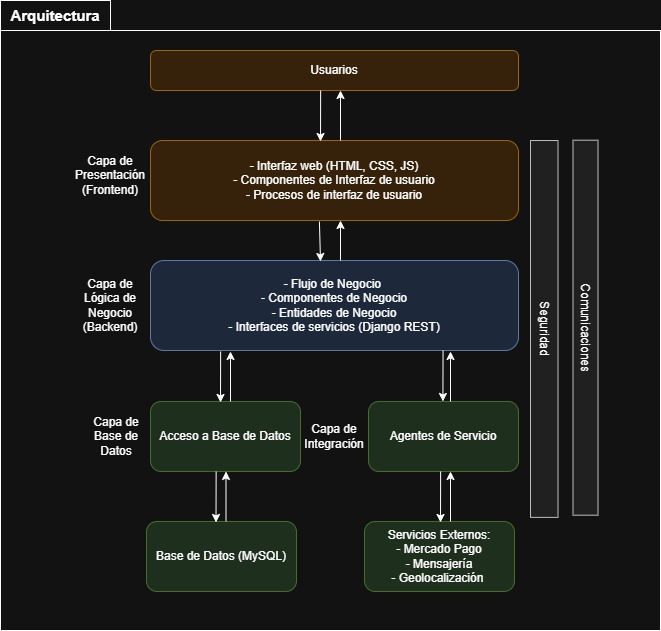 Arquitectura
Usuarios
Capa de
Presentación
(Frontend)
- Interfaz web (HTML, CSS, JS)
- Componentes de Interfaz de usuario
- Procesos de interfaz de usuario
Capa de
Lógica de
Negocio
(Backend)
- Flujo de Negocio
- Componentes de Negocio
- Entidades de Negocio
- Interfaces de servicios (Django REST)
Seguridad
Comunicaciones
Capa de
Base de
Datos
Acceso a Base de Datos
Capa de
Integración
Agentes de Servicio
Base de Datos (MySQL)
Servicios Externos:
- Mercado Pago
- Mensajería
- Geolocalización